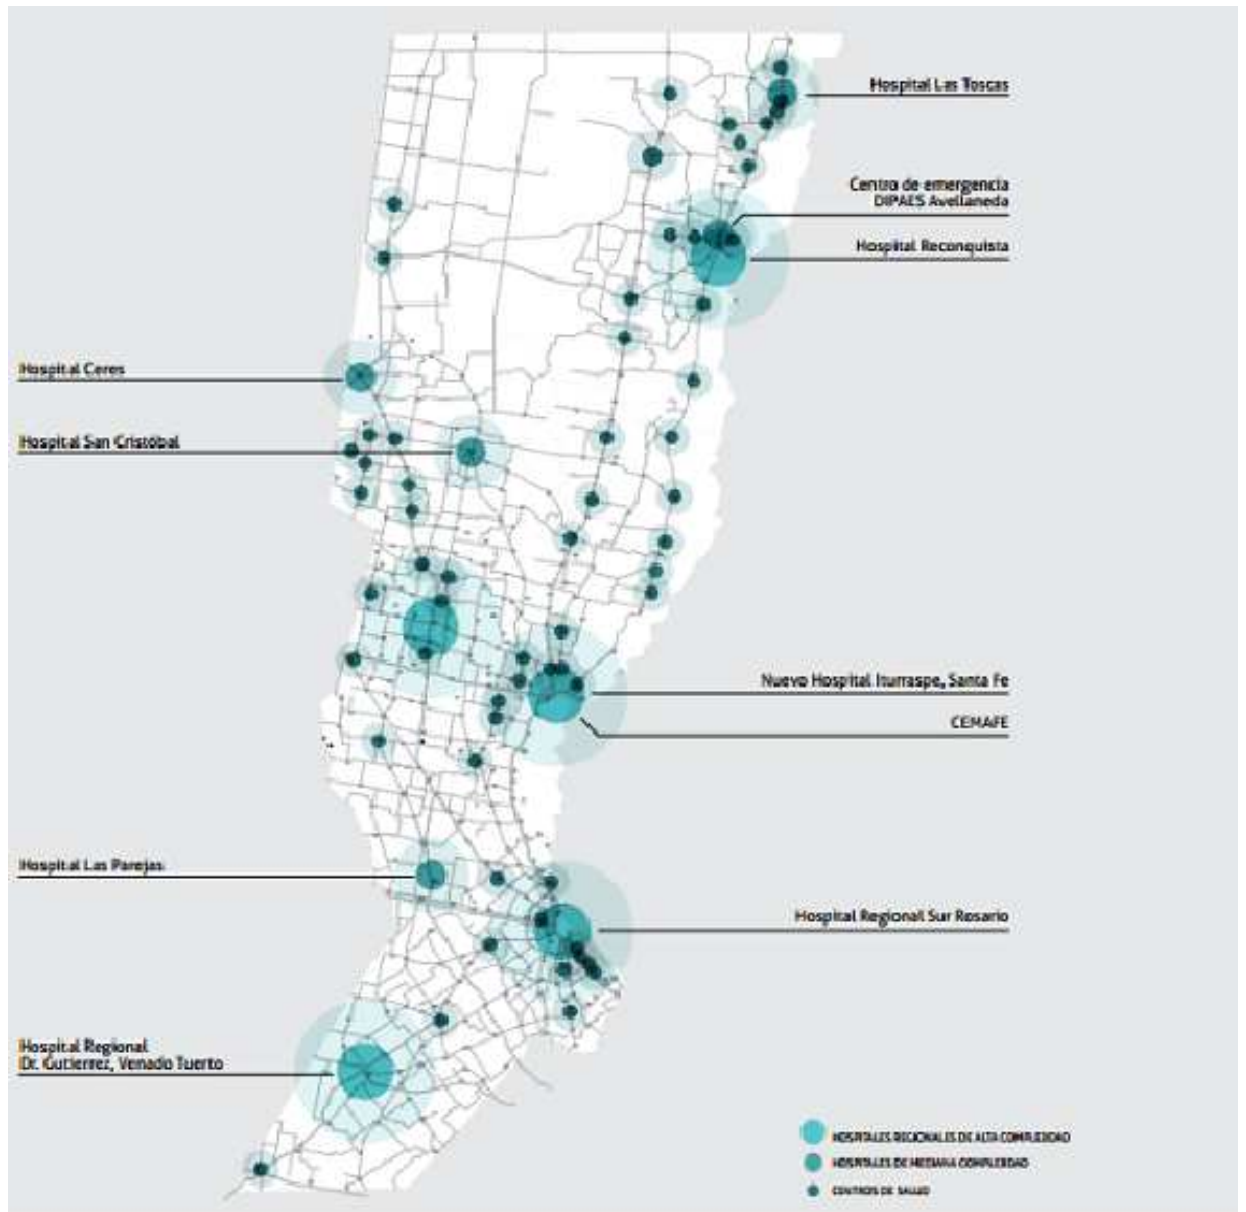 Hospital Las Toscas
Centro de emergencia
DIPAES Avellaneda
Hospital Reconquista
Hospital Ceres
Hospital San Cristóbal
Nuevo Hospital Iturraspe, Santa Fe
CEMAFE
Hospital Las Parejas
Hospital Regional Sur Rosario
Hospital Regional
Dr. Gutierrez, Venado Tuerto
HOSPITALES REGIONALES DE ALTA COMPLEJIDAD
HOSPITALES DE MEDIANA COMPLEJIDAD
CENTROS DE SALUD